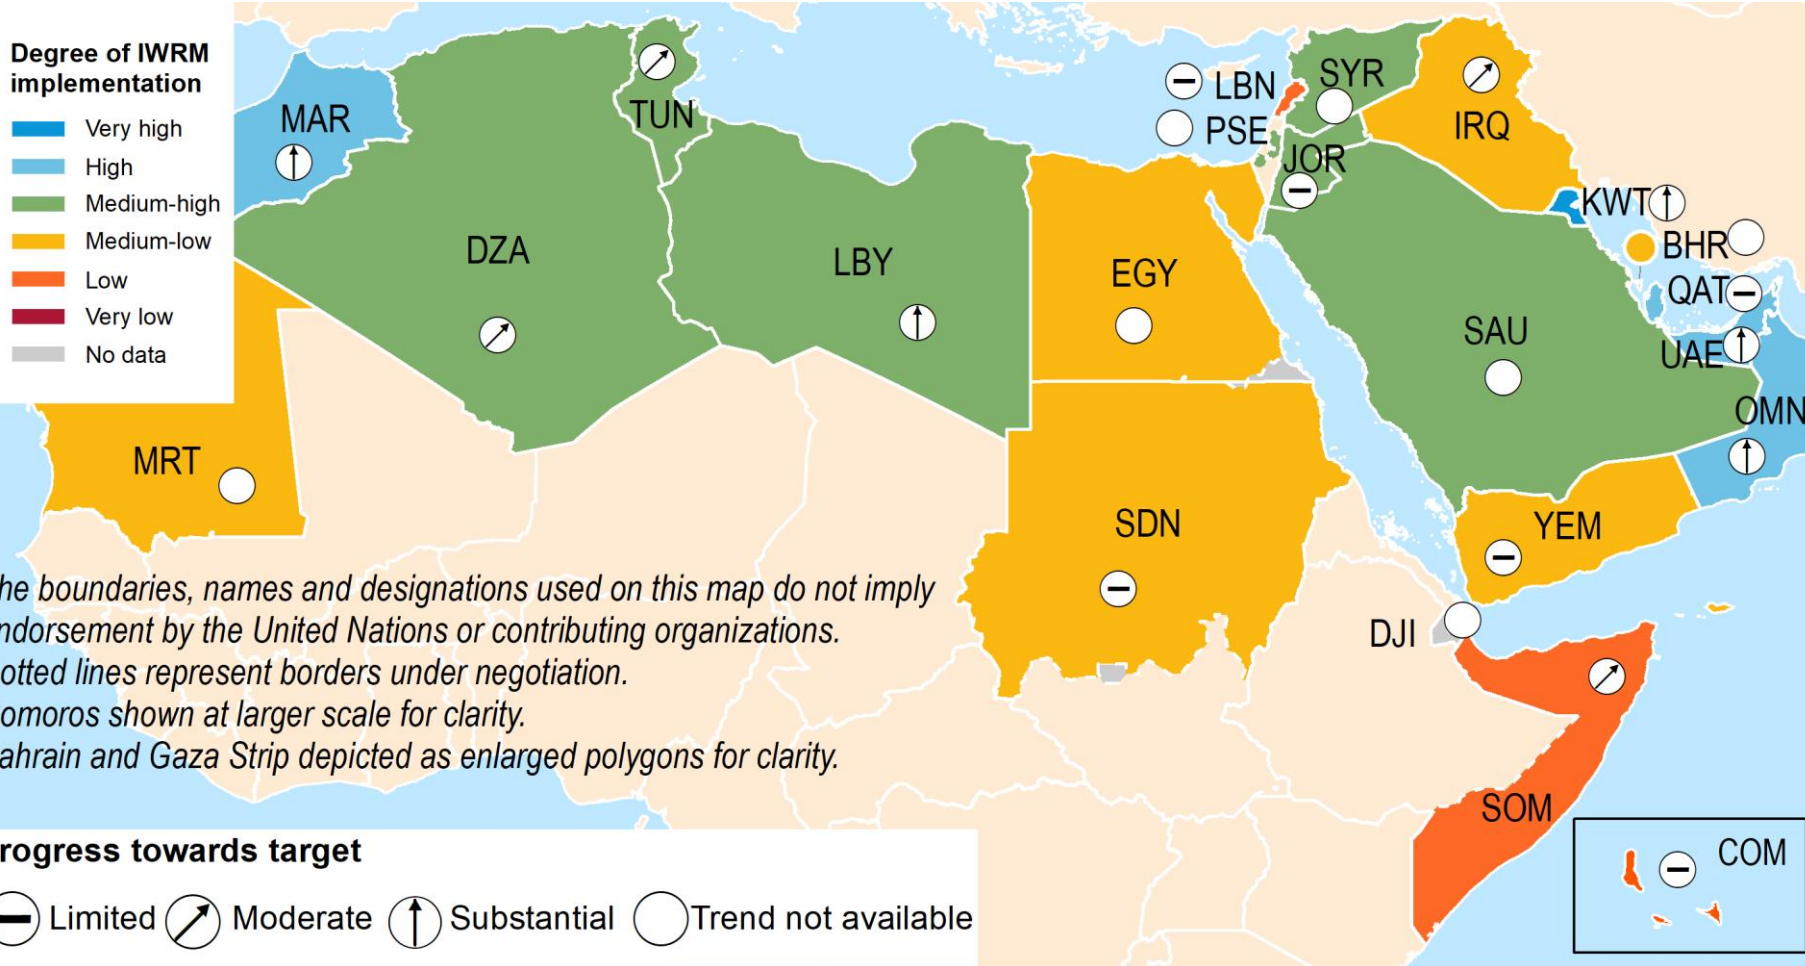 Degree of IWRM
implementation
Very high
High
Medium-high
Medium-low
Low
Very low
No data
MAR
TUN
DZA
LBY
EGY
MRT
SDN
LBN
PSE
SYR
JOR
IRQ
KWT
BHR
QAT
UAE
SAU
OMN
YEM
DJI
SOM
COM
he boundaries, names and designations used on this map do not imply
ndorsement by the United Nations or contributing organizations.
otted lines represent borders under negotiation.
omoros shown at larger scale for clarity.
ahrain and Gaza Strip depicted as enlarged polygons for clarity.
rogress towards target
Limited Moderate Substantial Trend not available